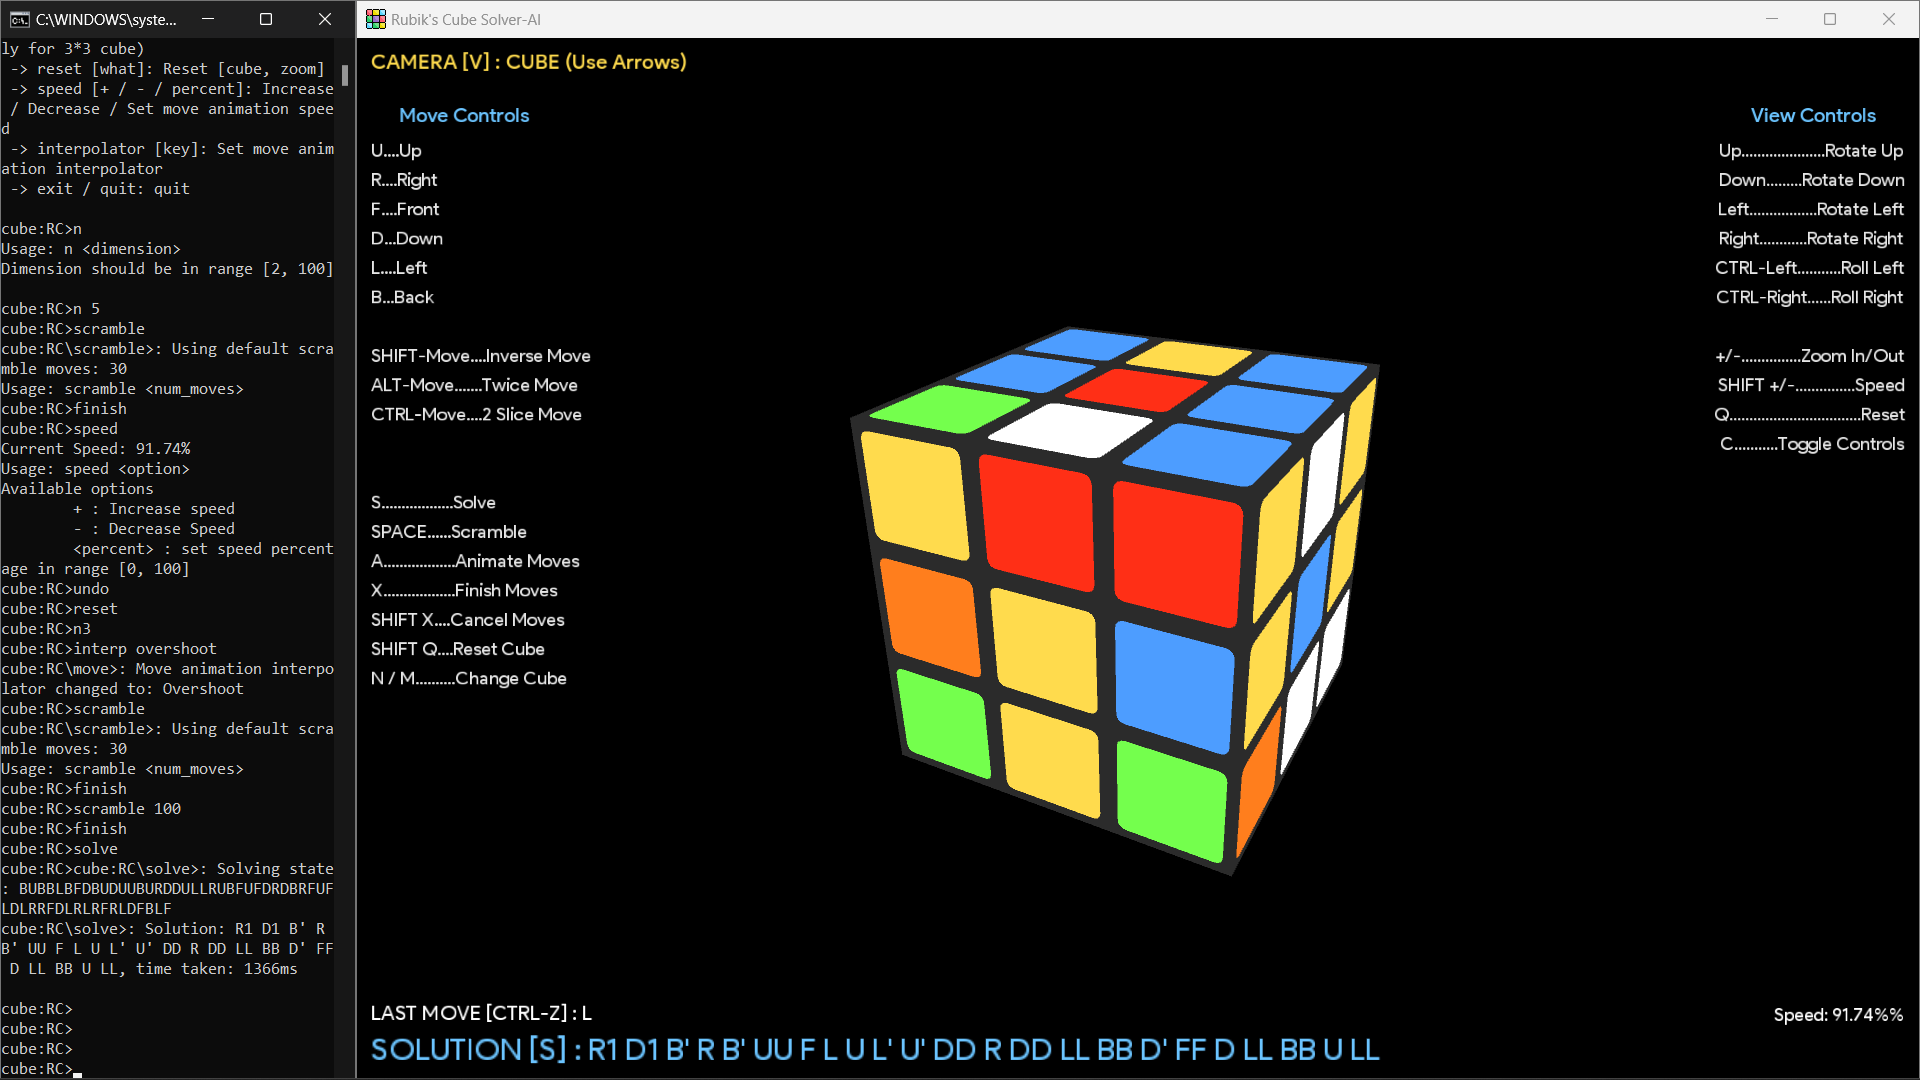 C:\WINDOWS\syste...
ly for 3*3 cube)
-> reset [what]: Reset [cube, zoom]
-> speed [+ / - / percent]: Increase
/ Decrease / Set move animation spee
d
-> interpolator [key]: Set move anim
ation interpolator
-> exit / quit: quit
cube:RC>n
Usage: n <dimension>
Dimension should be in range [2, 100]
cube:RC>n 5
cube:RC>scramble
cube:RC\scramble>: Using default scra
mble moves: 30
Usage: scramble <num_moves>
cube:RC>finish
cube:RC>speed
Current Speed: 91.74%
Usage: speed <option>
Available options
+ : Increase speed
- : Decrease Speed
<percent> : set speed percent
age in range [0, 100]
cube:RC>undo
cube:RC>reset
cube:RC>n3
cube:RC>interp overshoot
cube:RC\move>: Move animation interpo
lator changed to: Overshoot
cube:RC>scramble
cube:RC\scramble>: Using default scra
mble moves: 30
Usage: scramble <num_moves>
cube:RC>finish
cube:RC>scramble 100
cube:RC>finish
cube:RC>solve
cube:RC>cube:RC\solve>: Solving state
: BUBBLBFDBUDUUBURDDULLRUBFUFDRDBRFUF
LDLRRFDLRLRFRLDFBLF
cube:RC\solve>: Solution: R1 D1 B' R
B' UU F L U L' U' DD R DD LL BB D' FF
D LL BB U LL, time taken: 1366ms
cube:RC>
cube:RC>
cube:RC>
cube:RC>
Rubik's Cube Solver-AI
CAMERA [V] : CUBE (Use Arrows)
Move Controls
U....Up
R....Right
F....Front
D...Down
L....Left
B...Back
SHIFT-Move....Inverse Move
ALT-Move.......Twice Move
CTRL-Move....2 Slice Move
S.................Solve
SPACE......Scramble
A..................Animate Moves
X..................Finish Moves
SHIFT X....Cancel Moves
SHIFT Q....Reset Cube
N / M..........Change Cube
View Controls
Up.....................Rotate Up
Down.........Rotate Down
Left.................Rotate Left
Right...........Rotate Right
CTRL-Left...........Roll Left
CTRL-Right......Roll Right
+/-...............Zoom In/Out
SHIFT +/-...............Speed
Q.................................Reset
C...........Toggle Controls
LAST MOVE [CTRL-Z] : L
Speed: 91.74%%
SOLUTION [S] : R1 D1 B' R B' UU F L U L' U' DD R DD LL BB D' FF D LL BB U LL